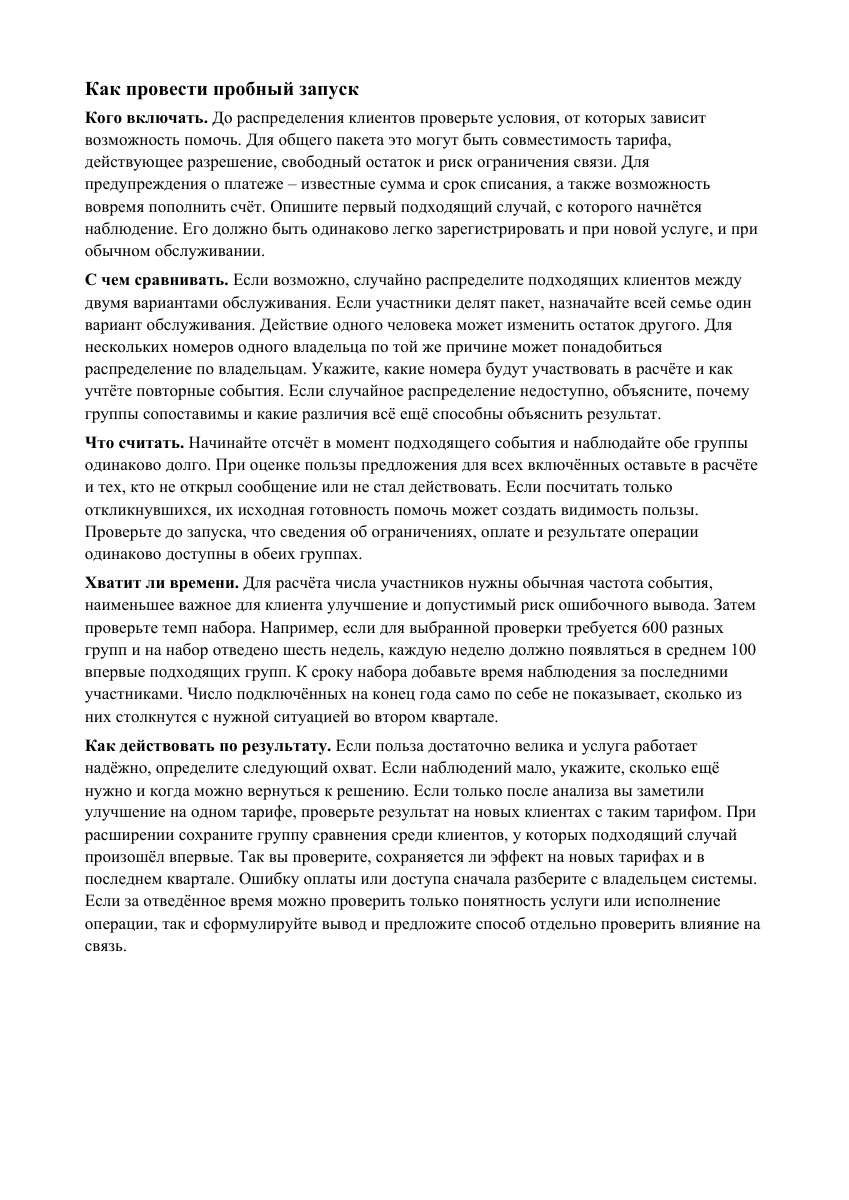 Как провести пробный запуск
Кого включать. До распределения клиентов проверьте условия, от которых зависит
возможность помочь. Для общего пакета это могут быть совместимость тарифа,
действующее разрешение, свободный остаток и риск ограничения связи. Для
предупреждения о платеже – известные сумма и срок списания, а также возможность
вовремя пополнить счёт. Опишите первый подходящий случай, с которого начнётся
наблюдение. Его должно быть одинаково легко зарегистрировать и при новой услуге, и при
обычном обслуживании.
С чем сравнивать. Если возможно, случайно распределите подходящих клиентов между
двумя вариантами обслуживания. Если участники делят пакет, назначайте всей семье один
вариант обслуживания. Действие одного человека может изменить остаток другого. Для
нескольких номеров одного владельца по той же причине может понадобиться
распределение по владельцам. Укажите, какие номера будут участвовать в расчёте и как
учтёте повторные события. Если случайное распределение недоступно, объясните, почему
группы сопоставимы и какие различия всё ещё способны объяснить результат.
Что считать. Начинайте отсчёт в момент подходящего события и наблюдайте обе группы
одинаково долго. При оценке пользы предложения для всех включённых оставьте в расчёте
и тех, кто не открыл сообщение или не стал действовать. Если посчитать только
откликнувшихся, их исходная готовность помочь может создать видимость пользы.
Проверьте до запуска, что сведения об ограничениях, оплате и результате операции
одинаково доступны в обеих группах.
Хватит ли времени. Для расчёта числа участников нужны обычная частота события,
наименьшее важное для клиента улучшение и допустимый риск ошибочного вывода. Затем
проверьте темп набора. Например, если для выбранной проверки требуется 600 разных
групп и на набор отведено шесть недель, каждую неделю должно появляться в среднем 100
впервые подходящих групп. К сроку набора добавьте время наблюдения за последними
участниками. Число подключённых на конец года само по себе не показывает, сколько из
них столкнутся с нужной ситуацией во втором квартале.
Как действовать по результату. Если польза достаточно велика и услуга работает
надёжно, определите следующий охват. Если наблюдений мало, укажите, сколько ещё
нужно и когда можно вернуться к решению. Если только после анализа вы заметили
улучшение на одном тарифе, проверьте результат на новых клиентах с таким тарифом. При
расширении сохраните группу сравнения среди клиентов, у которых подходящий случай
произошёл впервые. Так вы проверите, сохраняется ли эффект на новых тарифах и в
последнем квартале. Ошибку оплаты или доступа сначала разберите с владельцем системы.
Если за отведённое время можно проверить только понятность услуги или исполнение
операции, так и сформулируйте вывод и предложите способ отдельно проверить влияние на
связь.